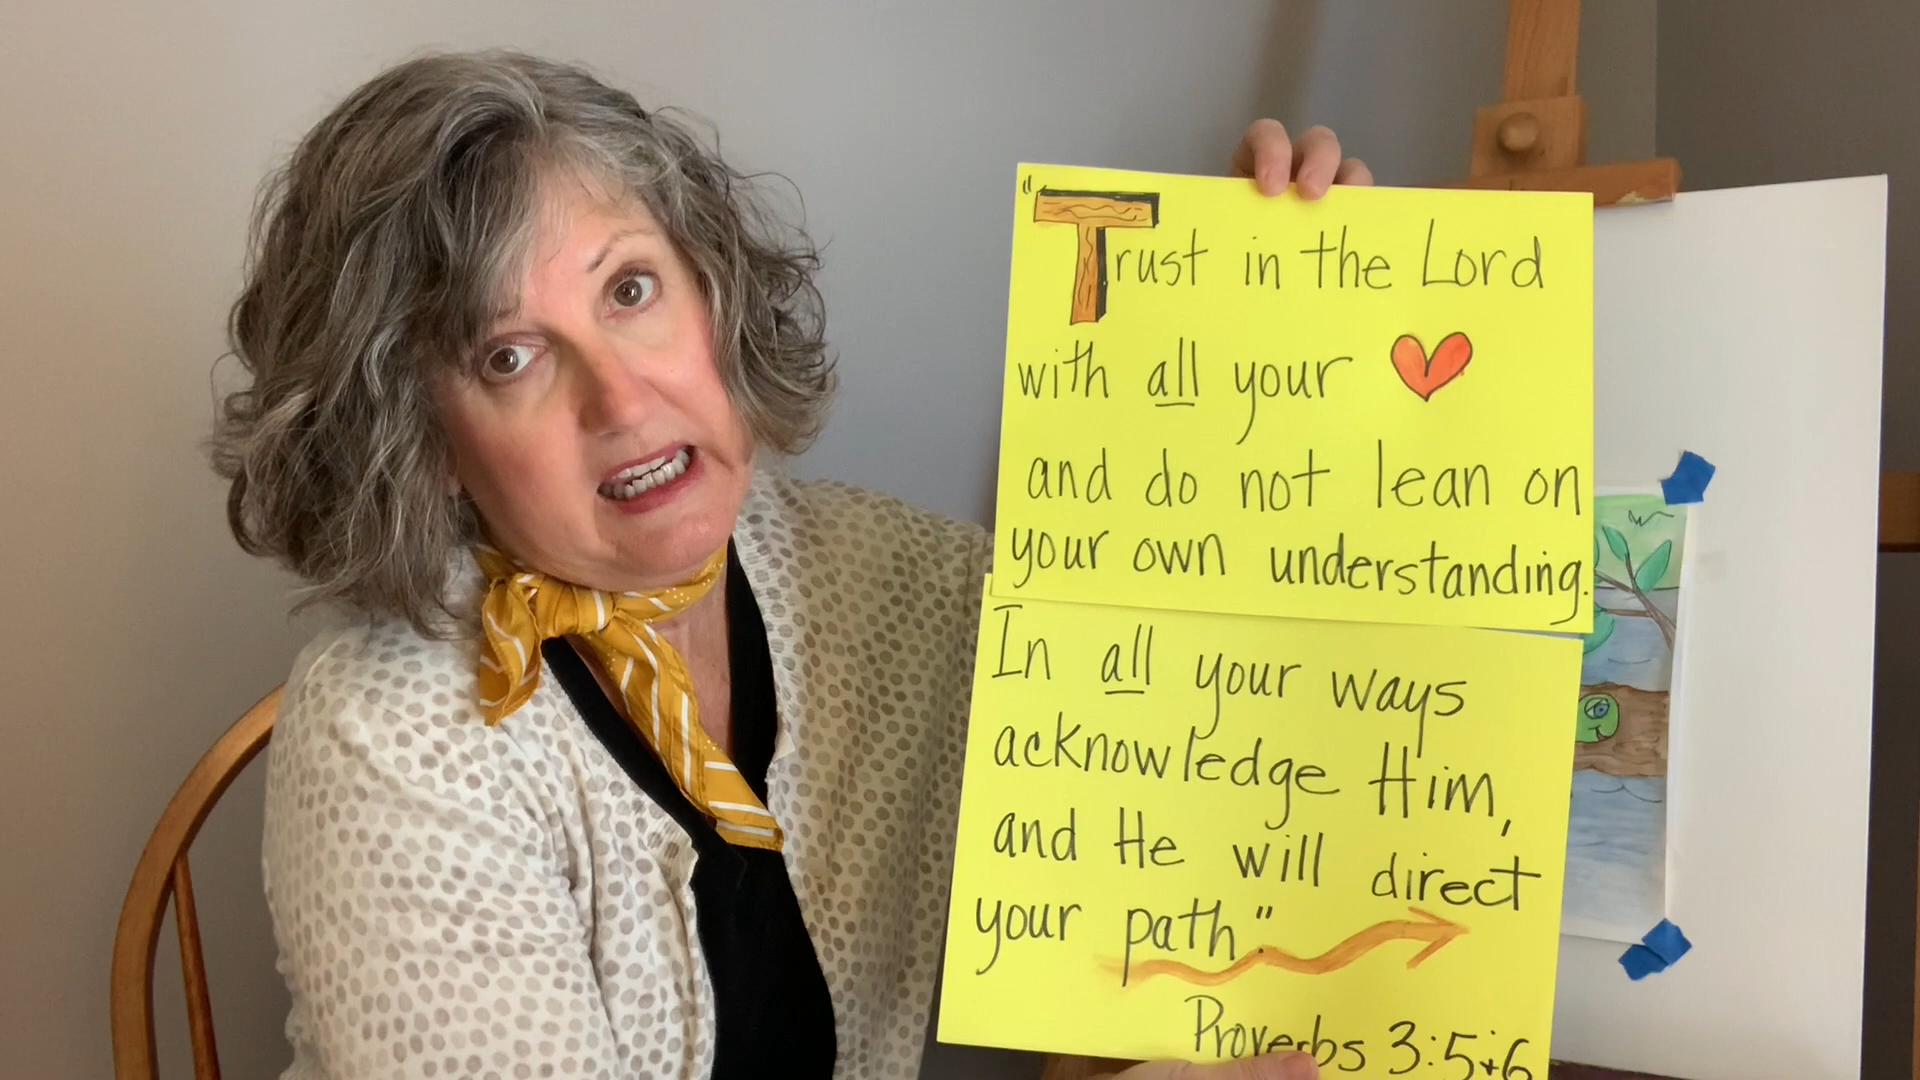 "Trust in the Lord
with all your
and do not lean on
your own understanding.
In all your ways
acknowledge Him,
and He will direct
your path".
Proverbs 3:5+6